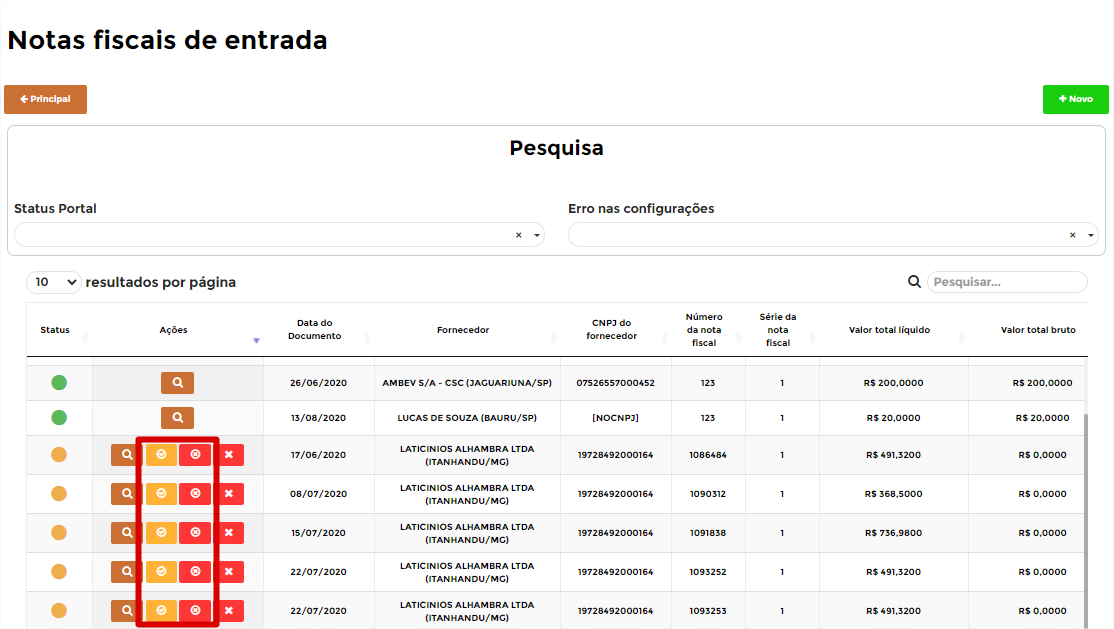 Notas fiscais de entrada
Principal
Novo
Pesquisa
Status Portal
Erro nas configurações
10 resultados por página
Pesquisar...
Status Ações Data do Documento Fornecedor CNPJ do fornecedor Número da nota fiscal Série da nota fiscal Valor total líquido Valor total bruto
26/06/2020 AMBEV S/A - CSC (JAGUARIUNA/SP) 07526557000452 123 1 R$ 200,0000 R$ 200,0000
13/08/2020 LUCAS DE SOUZA (BAURU/SP) [NOCNPJ] 123 1 R$ 20,0000 R$ 20,0000
17/06/2020 LATICINIOS ALHAMBRA LTDA (ITANHANDU/MG) 19728492000164 1086484 1 R$ 491,3200 R$ 0,0000
08/07/2020 LATICINIOS ALHAMBRA LTDA (ITANHANDU/MG) 19728492000164 1090312 1 R$ 368,5000 R$ 0,0000
15/07/2020 LATICINIOS ALHAMBRA LTDA (ITANHANDU/MG) 19728492000164 1091838 1 R$ 736,9800 R$ 0,0000
22/07/2020 LATICINIOS ALHAMBRA LTDA (ITANHANDU/MG) 19728492000164 1093252 1 R$ 491,3200 R$ 0,0000
22/07/2020 LATICINIOS ALHAMBRA LTDA (ITANHANDU/MG) 19728492000164 1093253 1 R$ 491,3200 R$ 0,0000